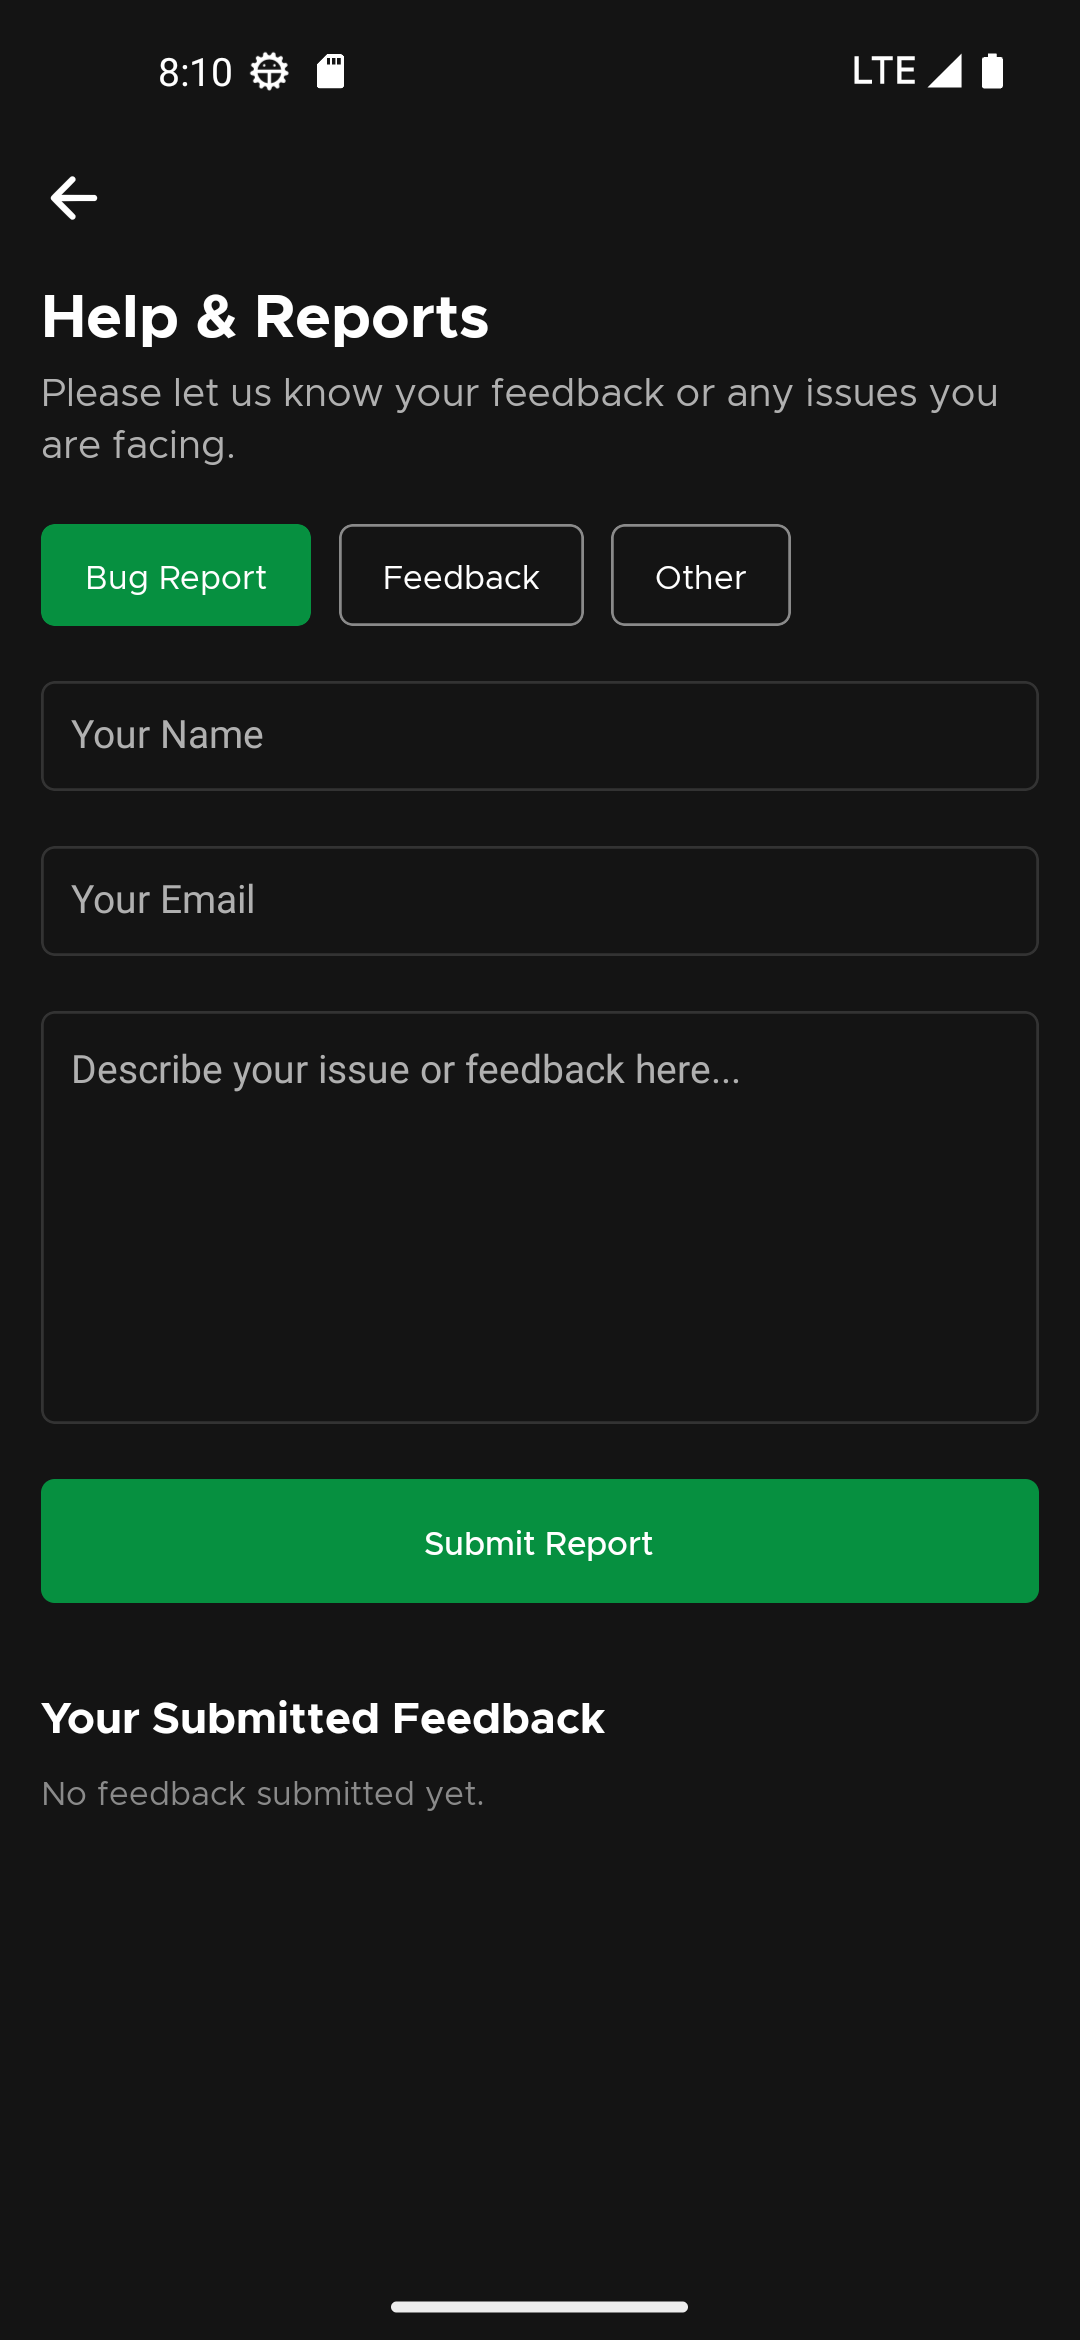 8:10
LTE
Help & Reports
Please let us know your feedback or any issues you
are facing.
Bug Report
Feedback
Other
Your Name
Your Email
Describe your issue or feedback here...
Submit Report
Your Submitted Feedback
No feedback submitted yet.